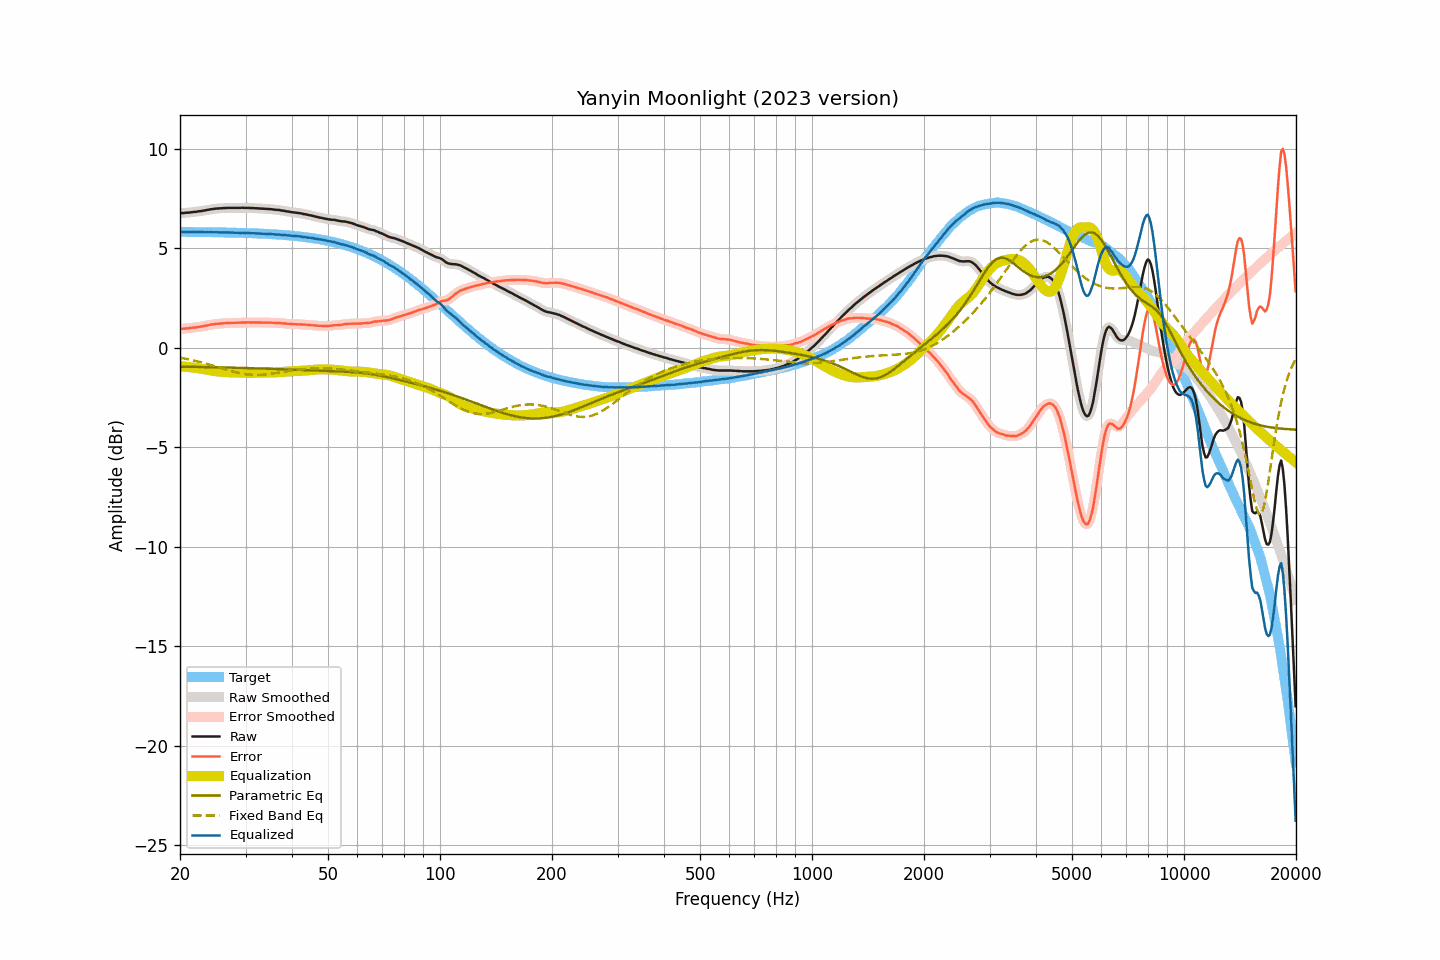 Yanyin Moonlight (2023 version)
10
5
0
−5
−10
−15
−20
−25
Amplitude (dBr)
Target
Raw Smoothed
Error Smoothed
Raw
Error
Equalization
Parametric Eq
Fixed Band Eq
Equalized
20 50 100 200 500 1000 2000 5000 10000 20000
Frequency (Hz)